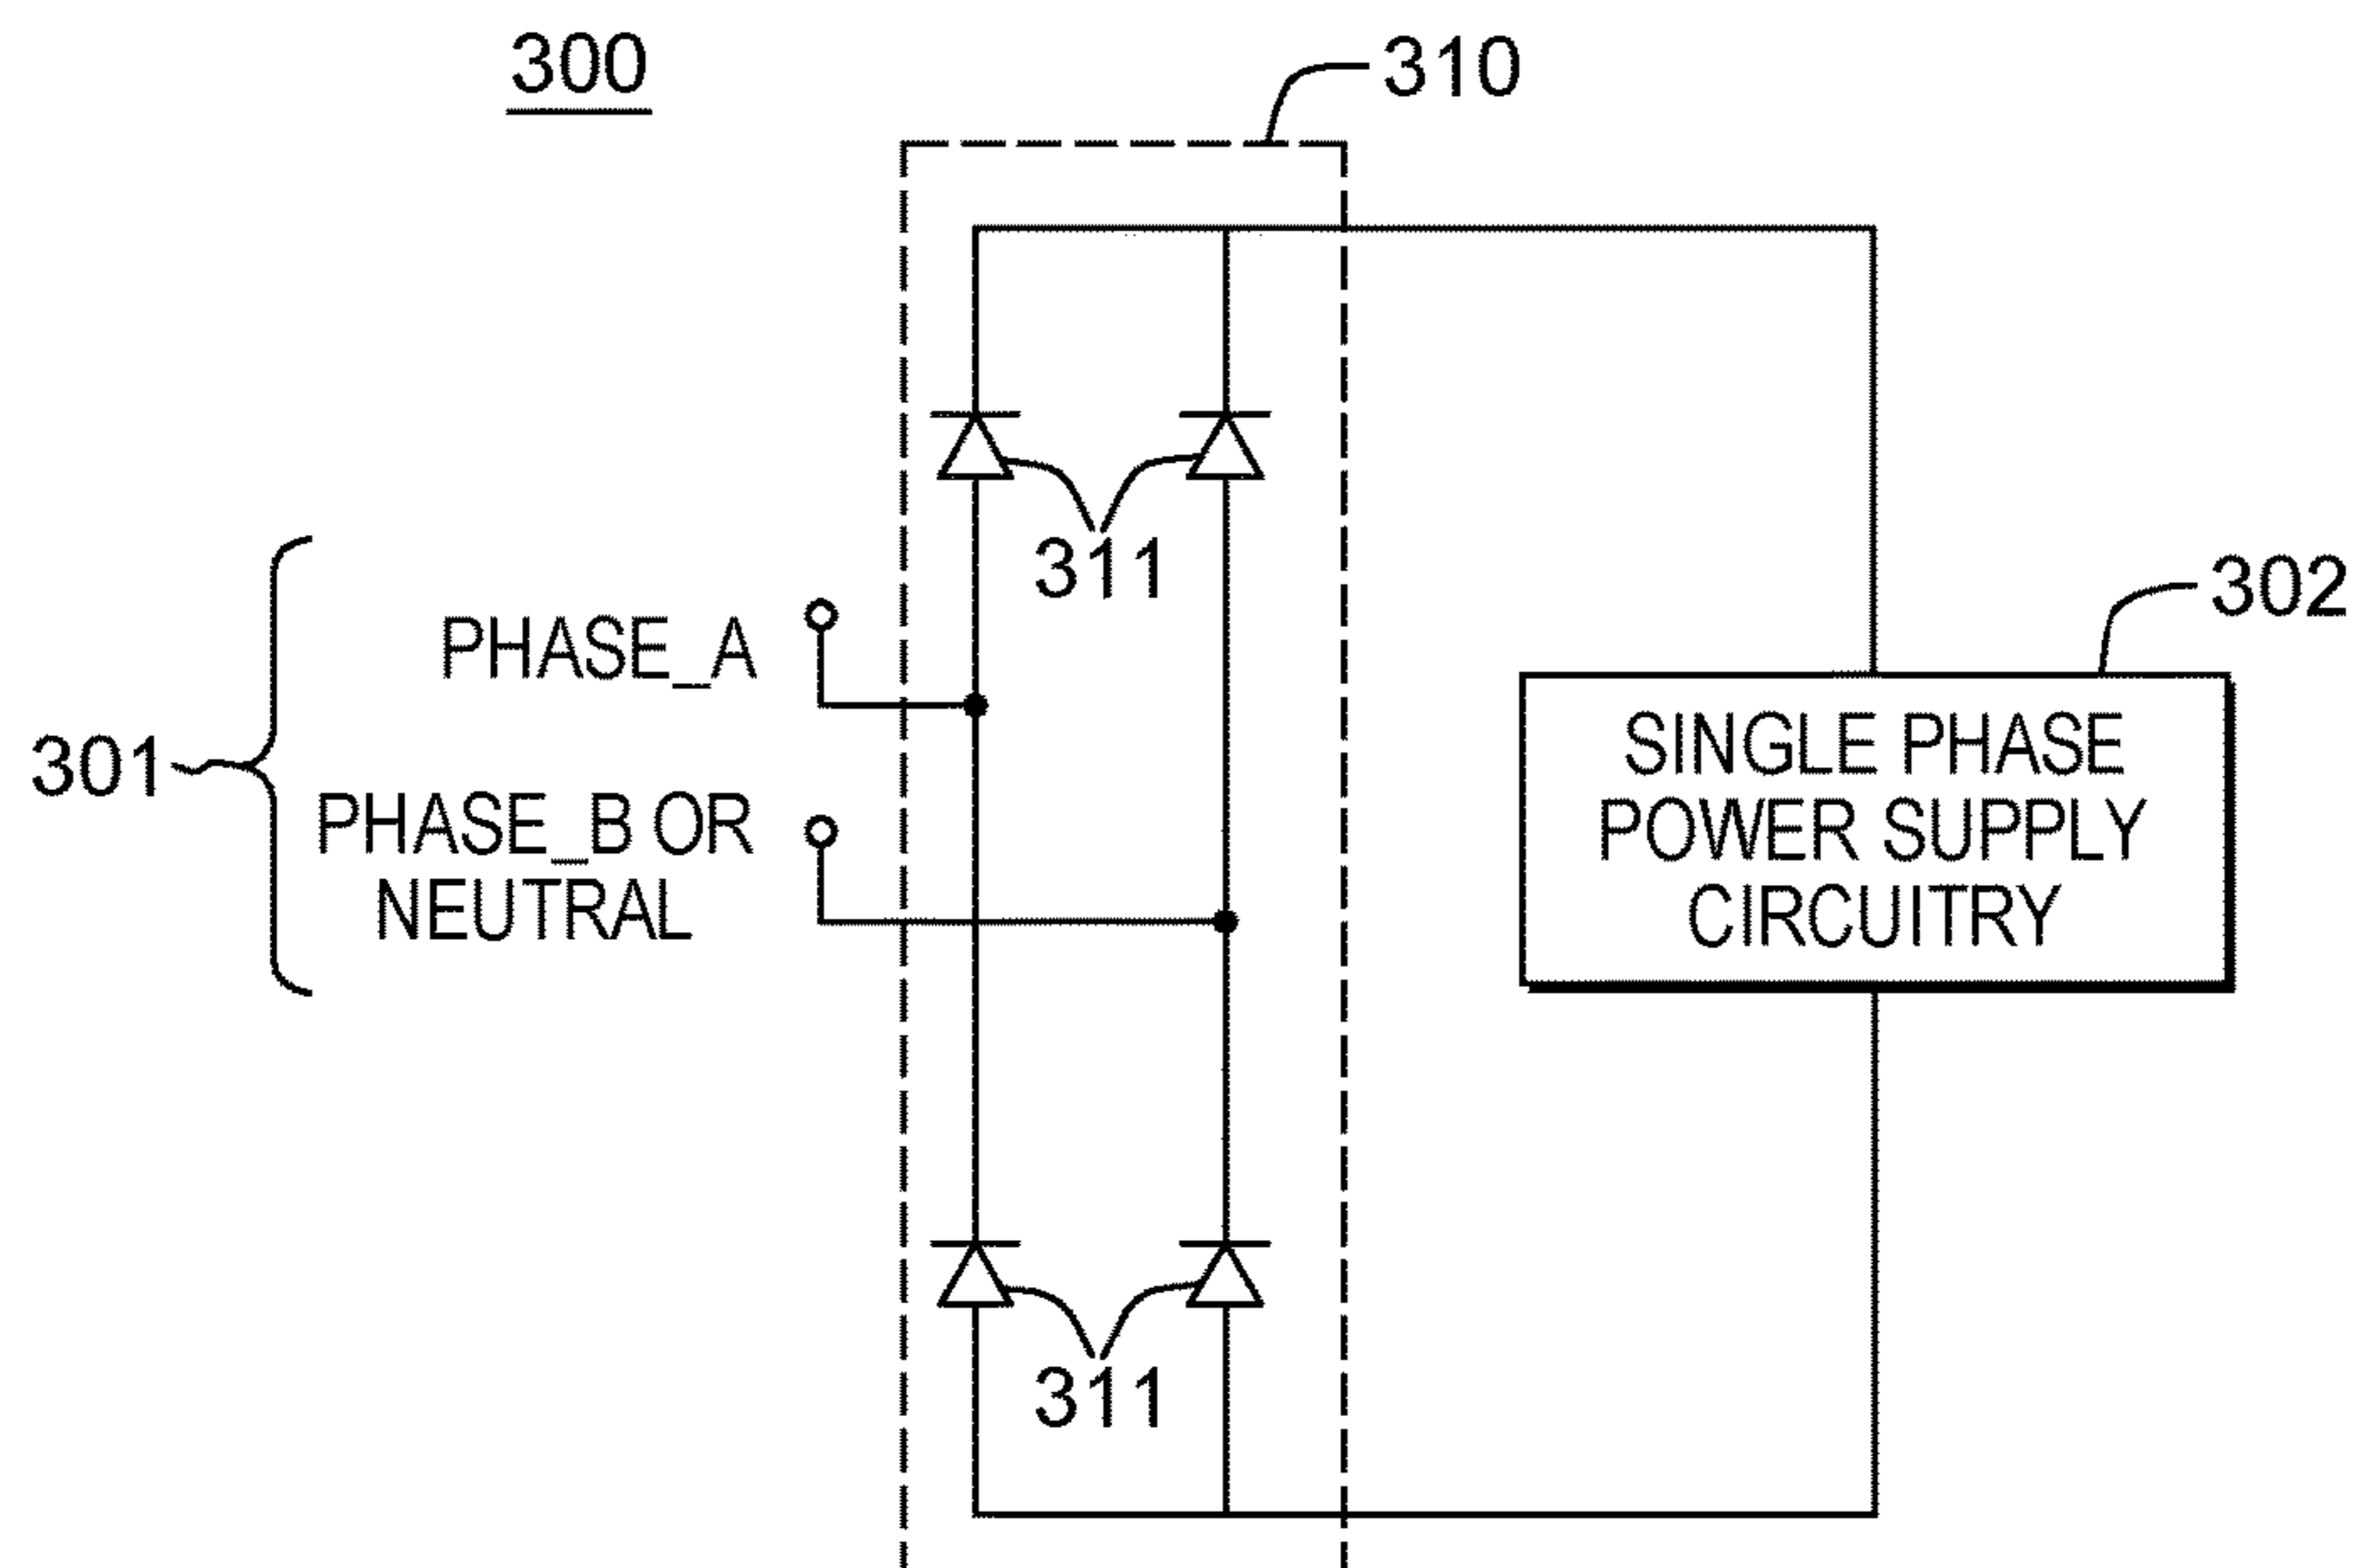 300
310
311
302
PHASE_A
301
PHASE_B OR
NEUTRAL
SINGLE PHASE
POWER SUPPLY
CIRCUITRY
311